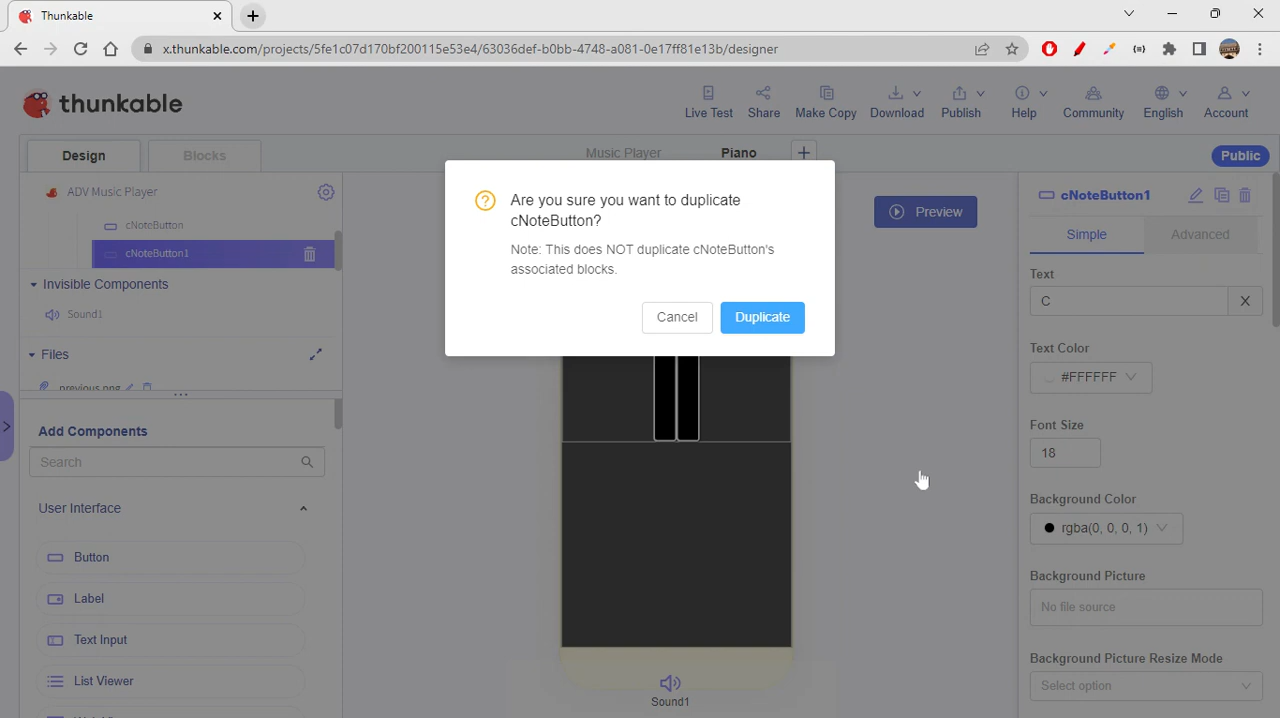 Thunkable
x.thunkable.com/projects/5fe1c07d170bf200115e53e4/63036def-b0bb-4748-a081-0e17ff81e13b/designer
thunkable
Live Test
Share
Make Copy
Download
Publish
Help
Community
English
Account
Design
Blocks
Music Player
Piano
Public
ADV Music Player
cNoteButton
cNoteButton1
Invisible Components
Sound1
Files
previous.png
Add Components
Search
User Interface
Button
Label
Text Input
List Viewer
Are you sure you want to duplicate
cNoteButton?
Note: This does NOT duplicate cNoteButton's
associated blocks.
Cancel
Duplicate
Preview
Sound1
cNoteButton1
Simple
Advanced
Text
C
X
Text Color
#FFFFFF
Font Size
18
Background Color
rgba(0, 0, 0, 1)
Background Picture
No file source
Background Picture Resize Mode
Select option